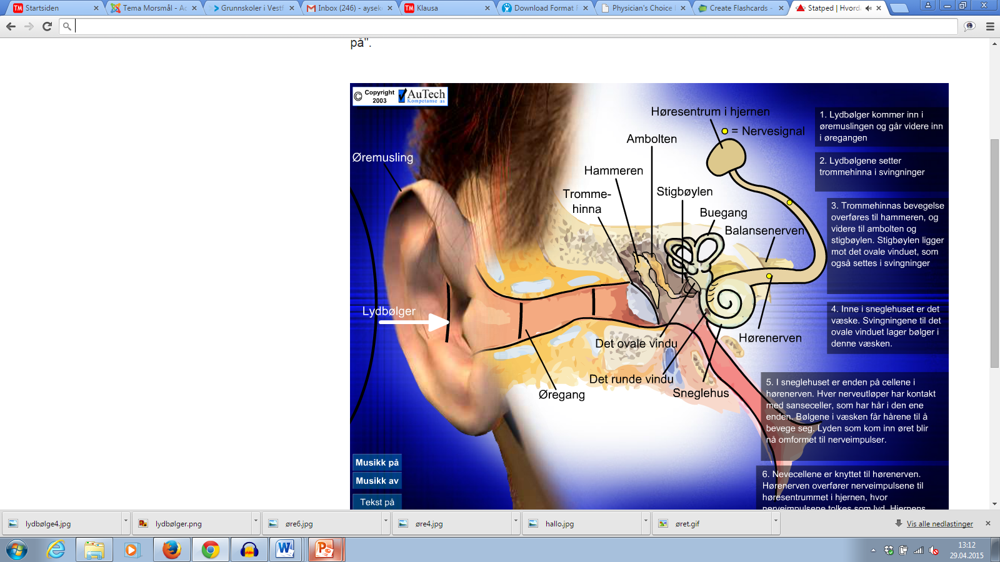 Startsiden
Tema Morsmål - Ad
Grunnskoler i Vestf
Inbox (246) - aysek
Klausa
Download Format F
Physician's Choice
Create Flashcards -
Statped | Hvord
på".
© Copyright 2003 AuTech Kompetanse as
Høresentrum i hjernen
= Nervesignal
Ambolten
Øremusling
Hammeren
Tromme-
hinna
Stigbøylen
Buegang
Balansenerven
Lydbølger
Det ovale vindu
Hørenerven
Det runde vindu
Øregang
Sneglehus
1. Lydbølger kommer inn i
øremuslingen og går videre inn
i øregangen
2. Lydbølgene setter
trommehinna i svingninger
3. Trommehinnas bevegelse
overføres til hammeren, og
videre til ambolten og
stigbøylen. Stigbøylen ligger
mot det ovale vinduet, som
også settes i svingninger
4. Inne i sneglehuset er det
væske. Svingningene til det
ovale vinduet lager bølger i
denne væsken.
5. I sneglehuset er enden på cellene i
hørenerven. Hver nerveutløper har kontakt
med sanseceller, som har hår i den ene
enden. Bølgene i væsken får hårene til å
bevege seg. Lyden som kom inn øret blir
nå omformet til nerveimpulser.
6. Nevecellene er knyttet til hørenerven.
Hørenerven overfører nerveimpulsene til
høresentrummet i hjernen, hvor
nerveimpulsene tolkes som lyd. Hjernens
Musikk på
Musikk av
Tekst på
lydbølge4.jpg
lydbølger.png
øre6.jpg
øre4.jpg
hallo.jpg
øret.gif
Vis alle nedlastinger
13:12
29.04.2015